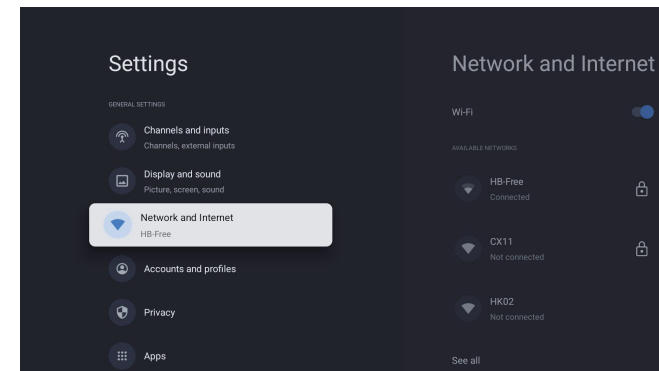 Settings
GENERAL SETTINGS
Channels and inputs
Channels, external inputs
Display and sound
Picture, screen, sound
Network and Internet
HB-Free
Accounts and profiles
Privacy
Apps
Network and Internet
Wi-Fi
AVAILABLE NETWORKS
HB-Free
Connected
CX11
Not connected
HK02
Not connected
See all